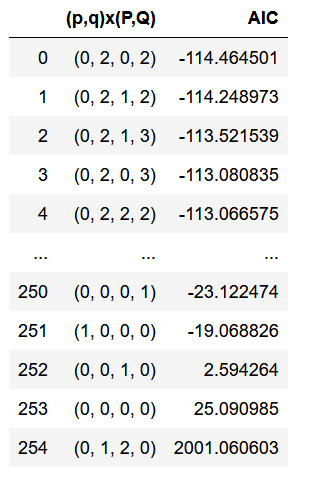 (p,q)x(P,Q) AIC
0 (0, 2, 0, 2) -114.464501
1 (0, 2, 1, 2) -114.248973
2 (0, 2, 1, 3) -113.521539
3 (0, 2, 0, 3) -113.080835
4 (0, 2, 2, 2) -113.066575
... ... ...
250 (0, 0, 0, 1) -23.122474
251 (1, 0, 0, 0) -19.068826
252 (0, 0, 1, 0) 2.594264
253 (0, 0, 0, 0) 25.090985
254 (0, 1, 2, 0) 2001.060603